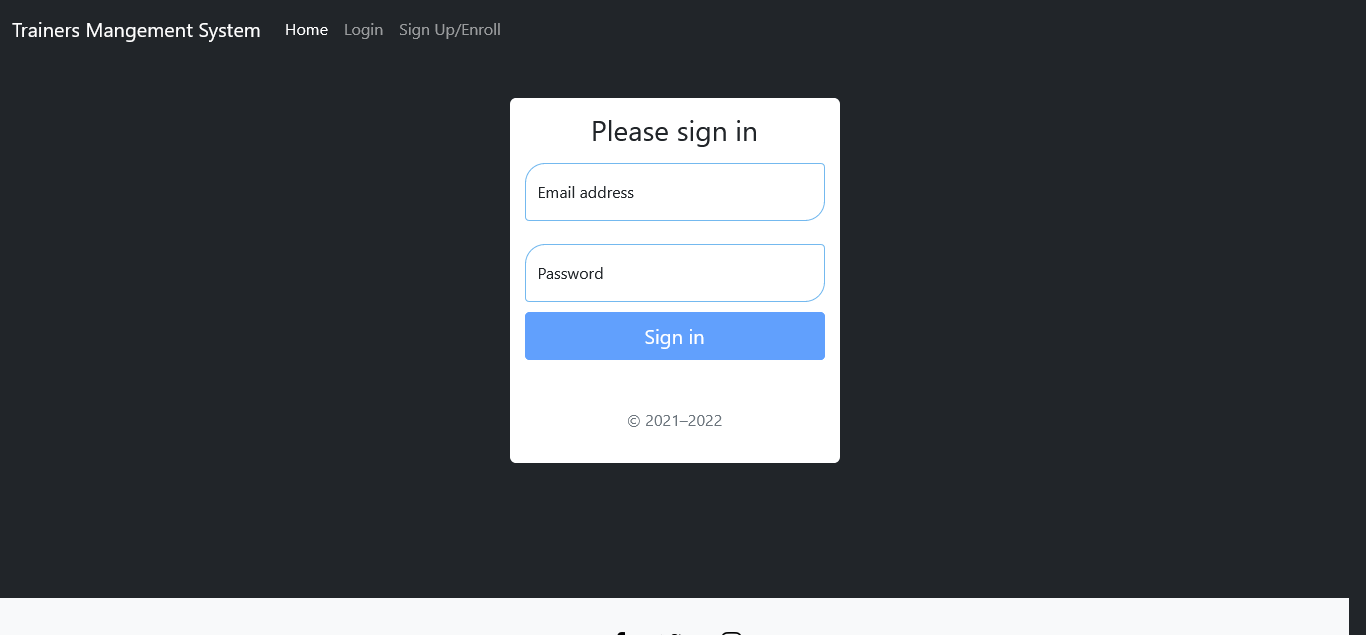 Trainers Mangement System Home Login Sign Up/Enroll
Please sign in
Email address
Password
Sign in
© 2021–2022